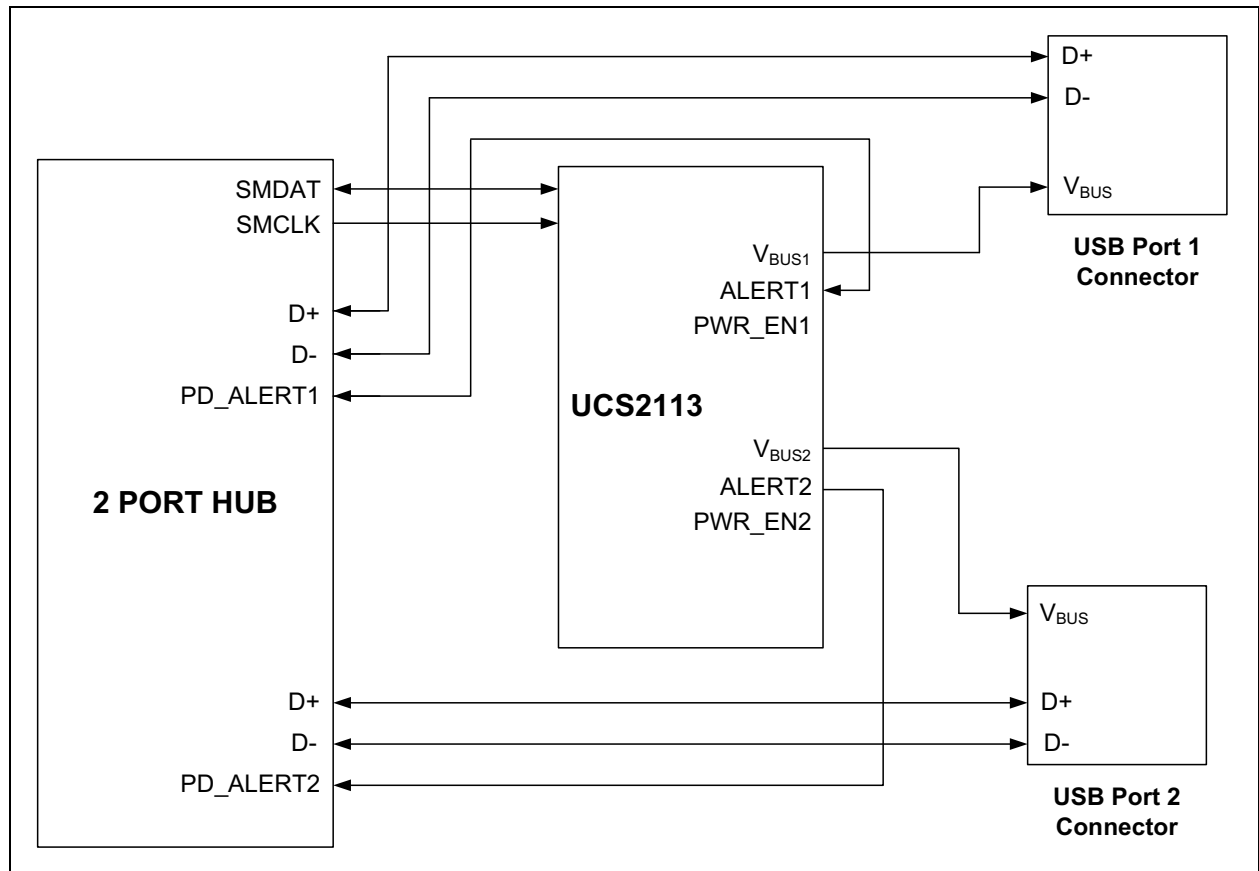 2 PORT HUB
SMDAT
SMCLK
D+
D-
PD_ALERT1
D+
D-
PD_ALERT2
UCS2113
VBUS1
ALERT1
PWR_EN1
VBUS2
ALERT2
PWR_EN2
D+
D-
VBUS
USB Port 1
Connector
VBUS
D+
D-
USB Port 2
Connector